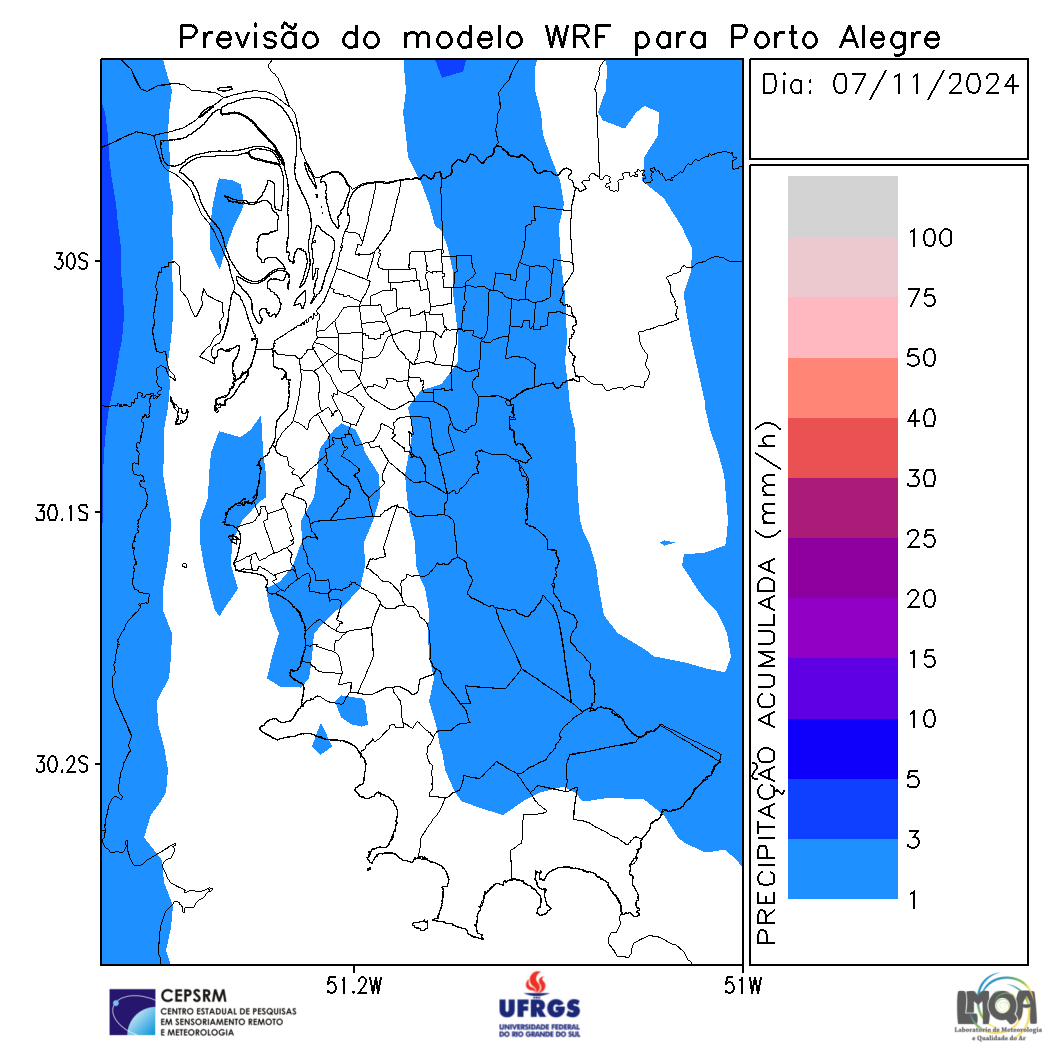 Previsão do modelo WRF para Porto Alegre
Dia: 07/11/2024
30S
30.1S
30.2S
51.2W
51W
PRECIPITAÇÃO ACUMULADA (mm/h)
100
75
50
40
30
25
20
15
10
5
3
1
CEPSRM
CENTRO ESTADUAL DE PESQUISAS
EM SENSORIAMENTO REMOTO
E METEOROLOGIA
UFRGS
UNIVERSIDADE FEDERAL
DO RIO GRANDE DO SUL
LMQA
Laboratório de Meteorologia
e Qualidade do Ar